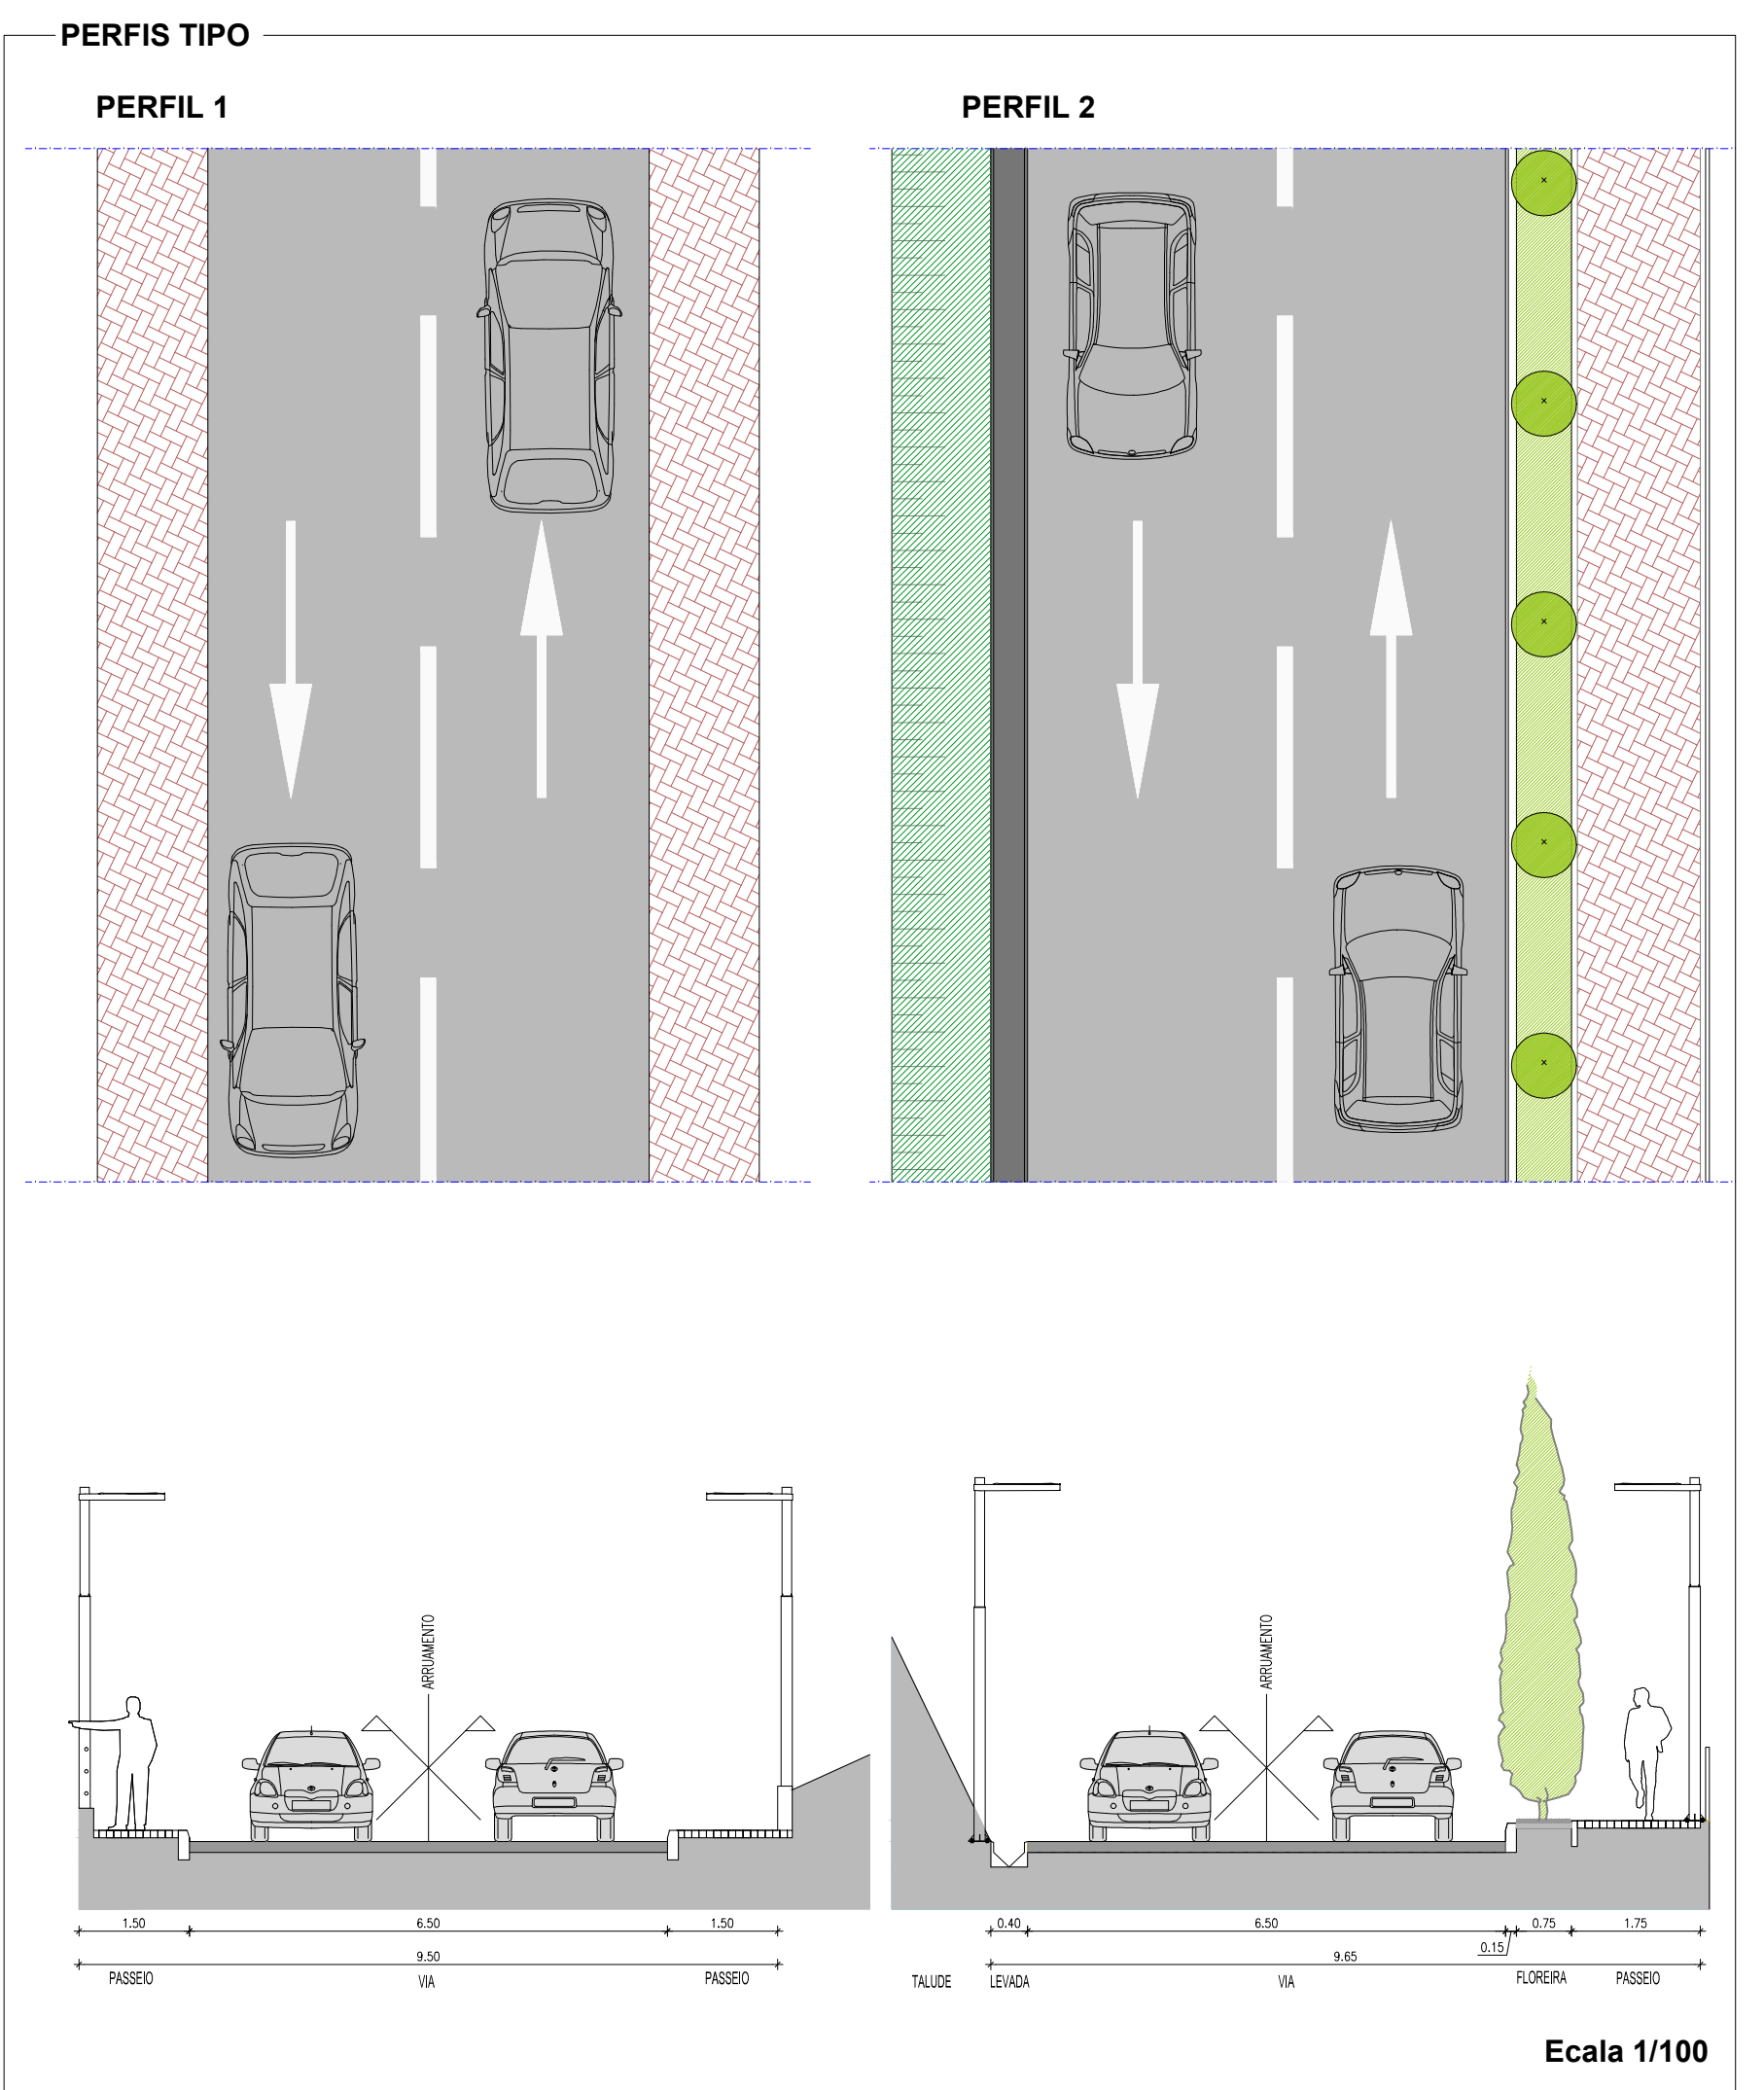 PERFIS TIPO
PERFIL 1
PERFIL 2
ARRUAMENTO
ARRUAMENTO
1.50 6.50 1.50
9.50
PASSEIO VIA PASSEIO
0.40 6.50 0.15 0.75 1.75
9.65
TALUDE LEVADA VIA FLOREIRA PASSEIO
Ecala 1/100